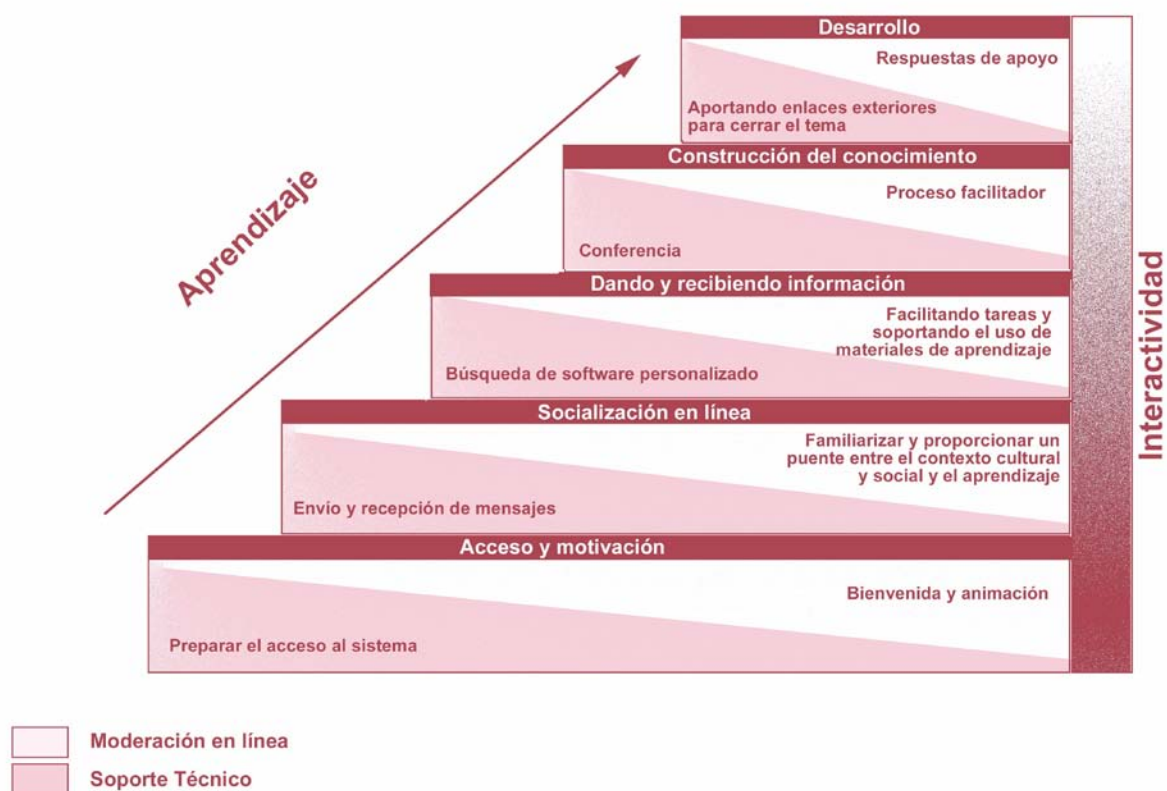 Desarrollo
Respuestas de apoyo
Aportando enlaces exteriores
para cerrar el tema
Construcción del conocimiento
Proceso facilitador
Conferencia
Dando y recibiendo información
Facilitando tareas y
soportando el uso de
materiales de aprendizaje
Búsqueda de software personalizado
Socialización en línea
Familiarizar y proporcionar un
puente entre el contexto cultural
y social y el aprendizaje
Envío y recepción de mensajes
Acceso y motivación
Bienvenida y animación
Preparar el acceso al sistema
Aprendizaje
Interactividad
Moderación en línea
Soporte Técnico